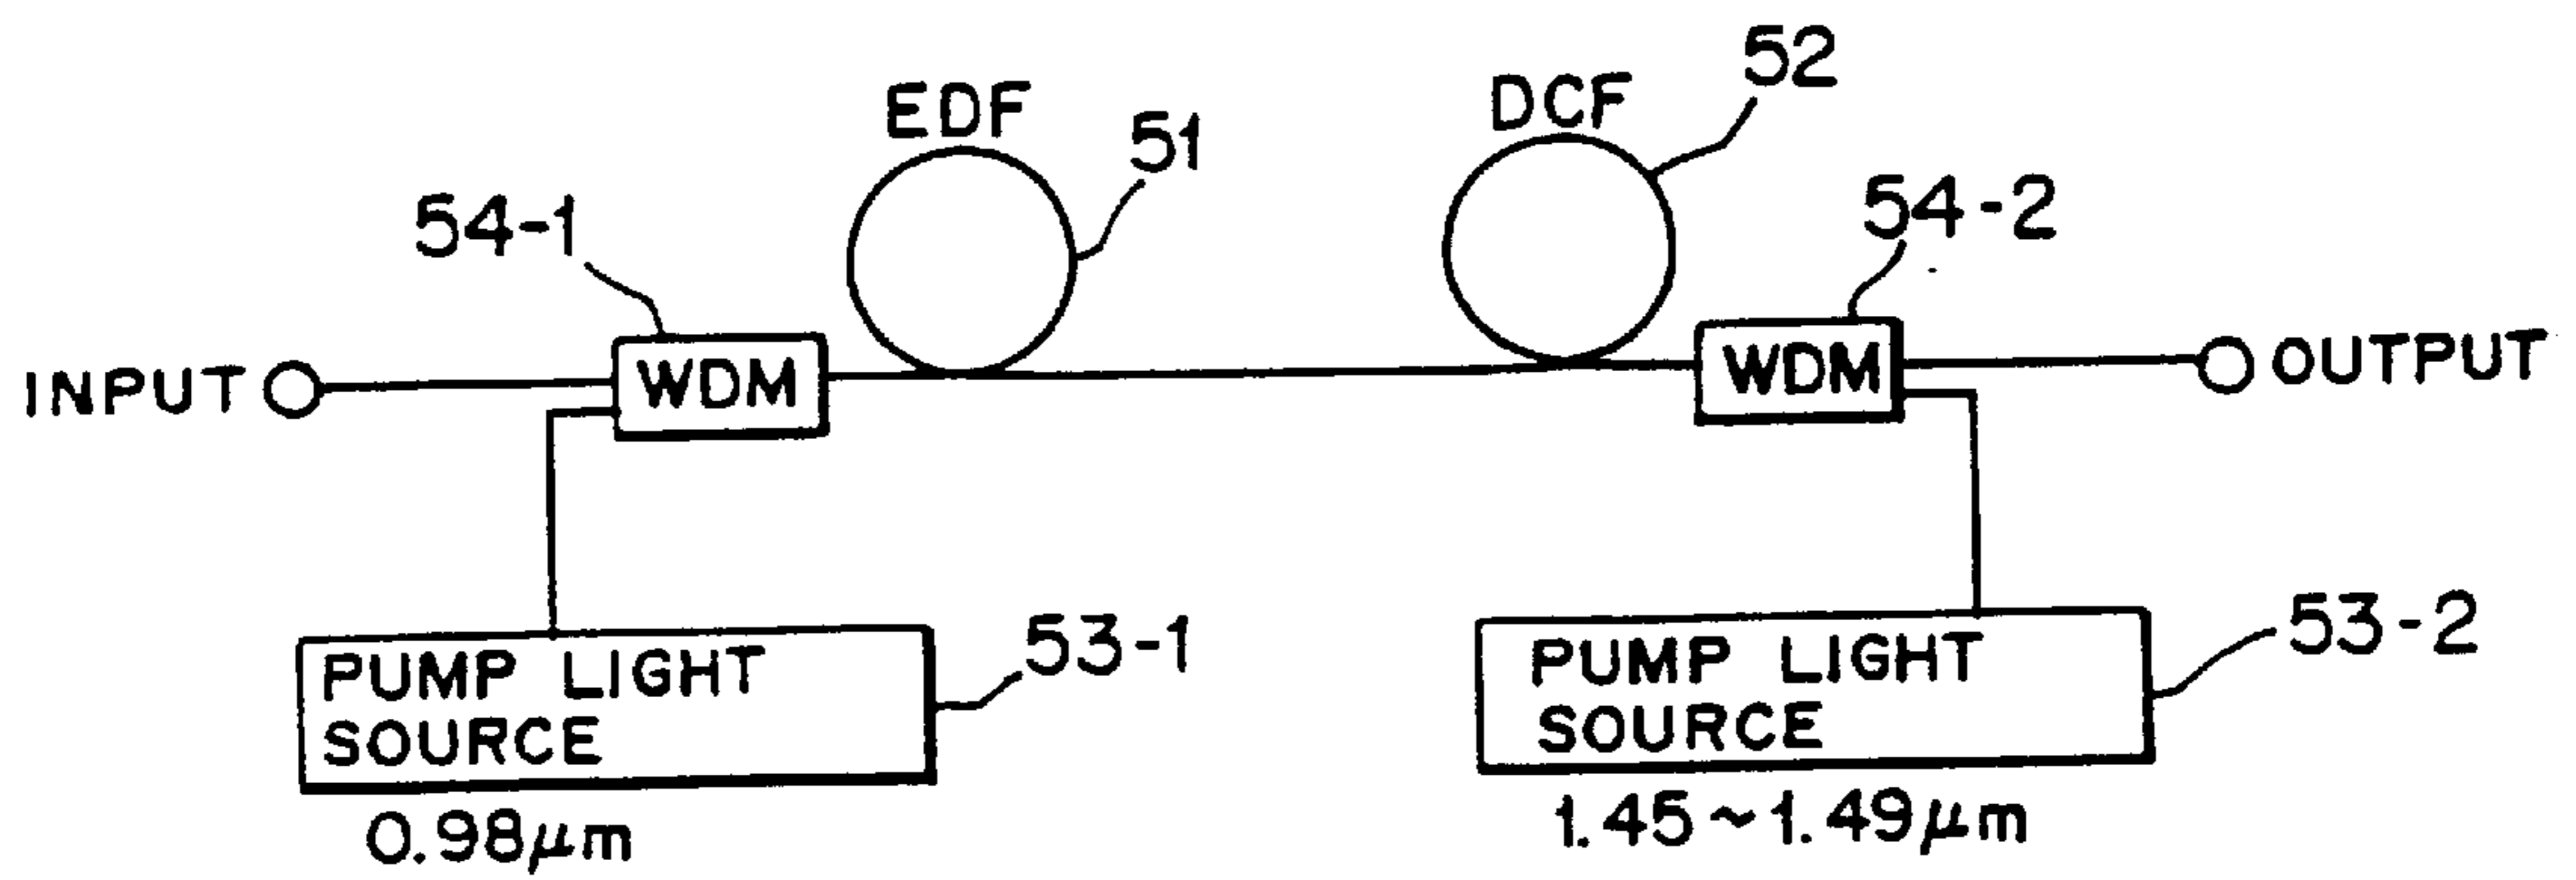 52
EDF
DCF
51
54-1
54-2
INPUT
WDM
WDM
OUTPUT
53-1
53-2
PUMP LIGHT
SOURCE
PUMP LIGHT
SOURCE
0.98μm
1.45~1.49μm